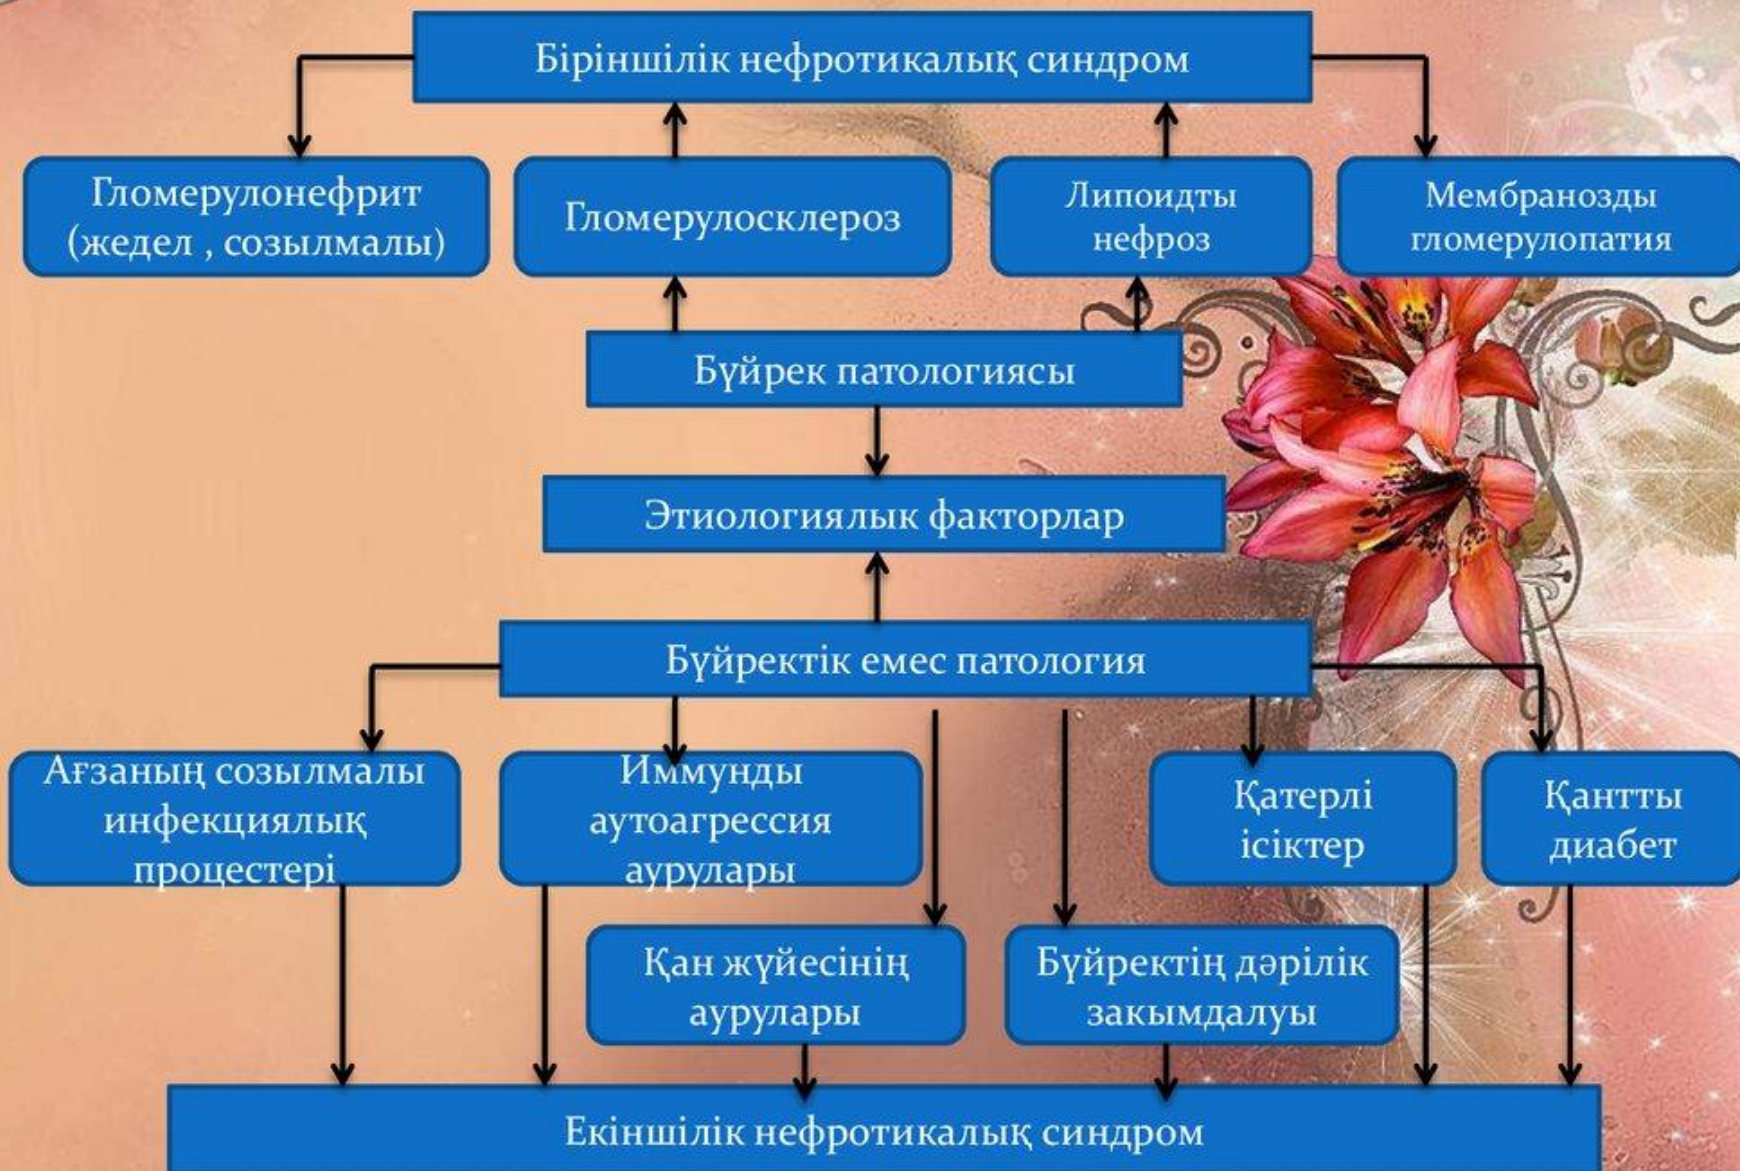 Біріншілік нефротикалық синдром
Гломерулонефрит
(жедел , созылмалы)
Гломерулосклероз
Липоидты
нефроз
Мембранозды
гломерулопатия
Бүйрек патологиясы
Этиологиялык факторлар
Бүйректік емес патология
Ағзаның созылмалы
инфекциялық
процестері
Иммунды
аутоагрессия
аурулары
Қатерлі
ісіктер
Қантты
диабет
Қан жүйесінің
аурулары
Бүйректің дәрілік
закымдалуы
Екіншілік нефротикалық синдром